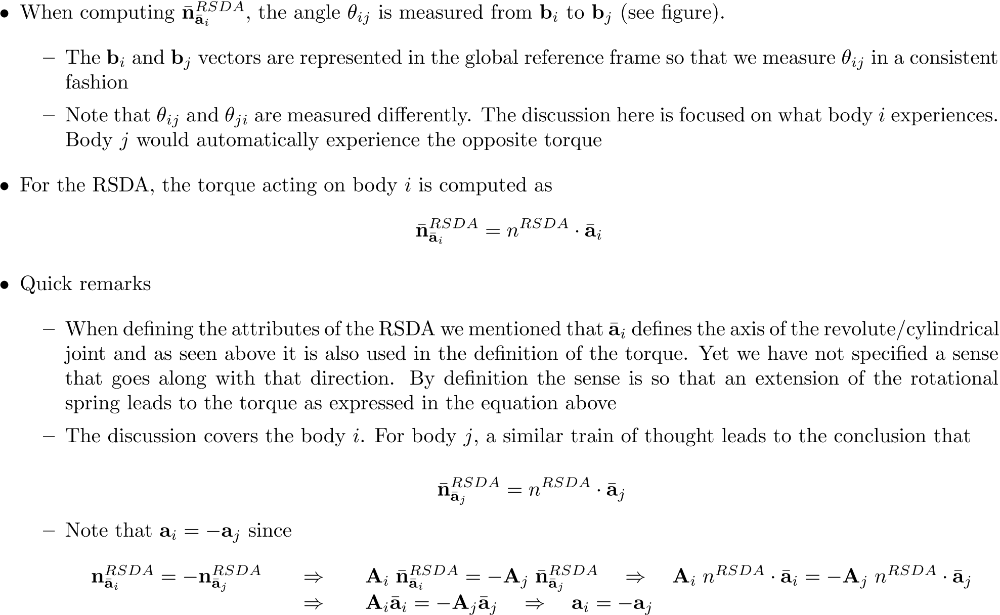 • When computing $\bar{\mathbf{n}}_{\bar{\mathbf{a}}_i}^{RSDA}$, the angle $\theta_{ij}$ is measured from $\mathbf{b}_i$ to $\mathbf{b}_j$ (see figure).
– The $\mathbf{b}_i$ and $\mathbf{b}_j$ vectors are represented in the global reference frame so that we measure $\theta_{ij}$ in a consistent
fashion
– Note that $\theta_{ij}$ and $\theta_{ji}$ are measured differently. The discussion here is focused on what body $i$ experiences.
Body $j$ would automatically experience the opposite torque
• For the RSDA, the torque acting on body $i$ is computed as
$\bar{\mathbf{n}}_{\bar{\mathbf{a}}_i}^{RSDA} = n^{RSDA} \cdot \bar{\mathbf{a}}_i$
• Quick remarks
– When defining the attributes of the RSDA we mentioned that $\bar{\mathbf{a}}_i$ defines the axis of the revolute/cylindrical
joint and as seen above it is also used in the definition of the torque. Yet we have not specified a sense
that goes along with that direction. By definition the sense is so that an extension of the rotational
spring leads to the torque as expressed in the equation above
– The discussion covers the body $i$. For body $j$, a similar train of thought leads to the conclusion that
$\bar{\mathbf{n}}_{\bar{\mathbf{a}}_j}^{RSDA} = n^{RSDA} \cdot \bar{\mathbf{a}}_j$
– Note that $\mathbf{a}_i = -\mathbf{a}_j$ since
$\mathbf{n}_{\bar{\mathbf{a}}_i}^{RSDA} = -\mathbf{n}_{\bar{\mathbf{a}}_j}^{RSDA} \quad \Rightarrow \quad \mathbf{A}_i \, \bar{\mathbf{n}}_{\bar{\mathbf{a}}_i}^{RSDA} = -\mathbf{A}_j \, \bar{\mathbf{n}}_{\bar{\mathbf{a}}_j}^{RSDA} \quad \Rightarrow \quad \mathbf{A}_i \, n^{RSDA} \cdot \bar{\mathbf{a}}_i = -\mathbf{A}_j \, n^{RSDA} \cdot \bar{\mathbf{a}}_j$
$\Rightarrow \quad \mathbf{A}_i \bar{\mathbf{a}}_i = -\mathbf{A}_j \bar{\mathbf{a}}_j \quad \Rightarrow \quad \mathbf{a}_i = -\mathbf{a}_j$